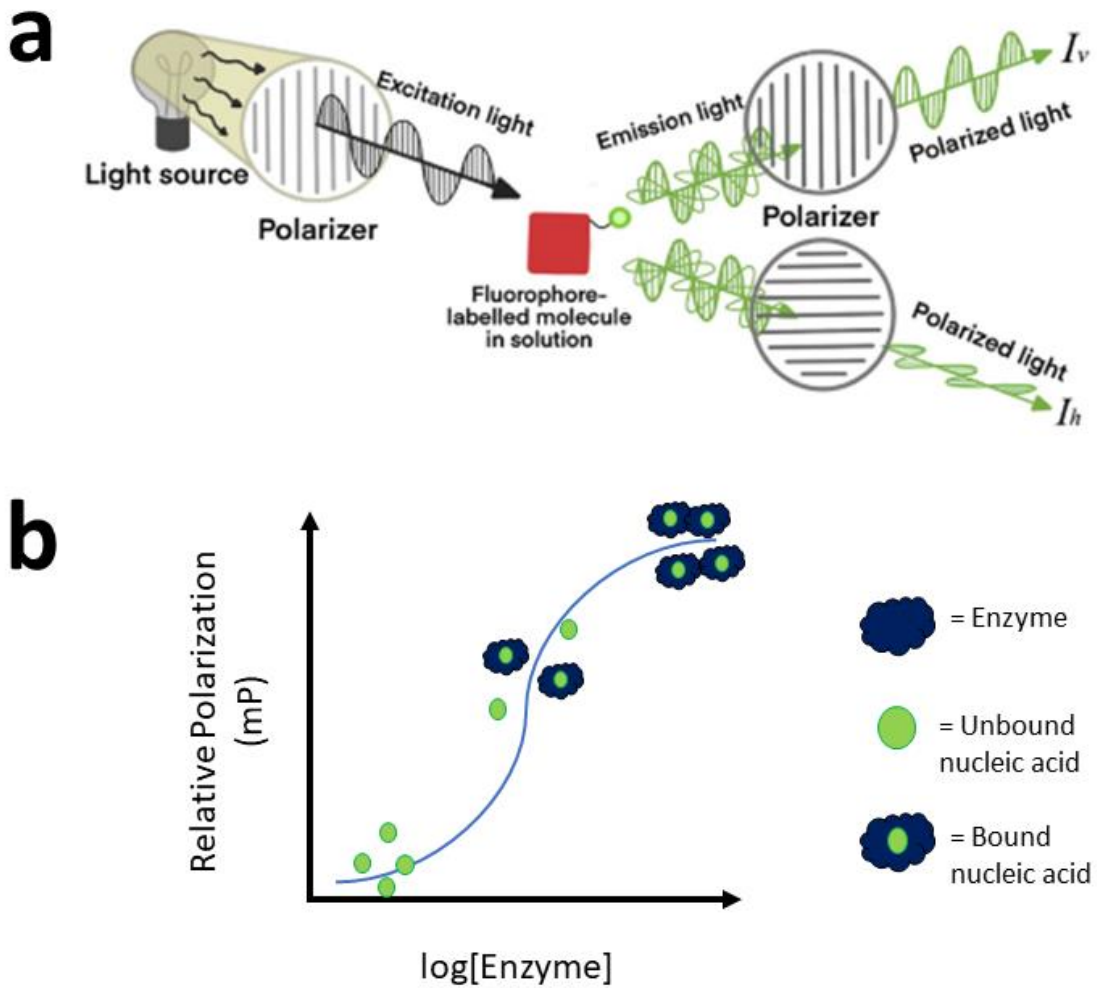 a
Light source
Polarizer
Excitation light
Fluorophore-
labelled molecule
in solution
Emission light
Polarizer
Polarized light
Iv
Polarized light
Ih
b
Relative Polarization
(mP)
log[Enzyme]
= Enzyme
= Unbound
nucleic acid
= Bound
nucleic acid